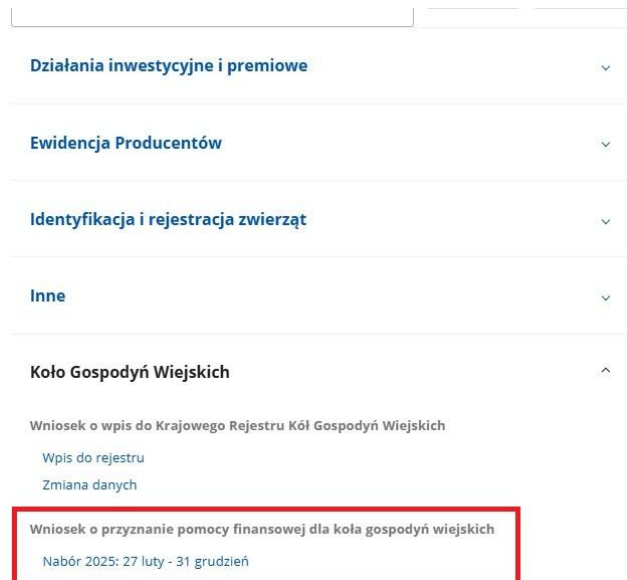 Działania inwestycyjne i premiowe
Ewidencja Producentów
Identyfikacja i rejestracja zwierząt
Inne
Koło Gospodyń Wiejskich
Wniosek o wpis do Krajowego Rejestru Kół Gospodyń Wiejskich
Wpis do rejestru
Zmiana danych
Wniosek o przyznanie pomocy finansowej dla koła gospodyń wiejskich
Nabór 2025: 27 luty - 31 grudzień